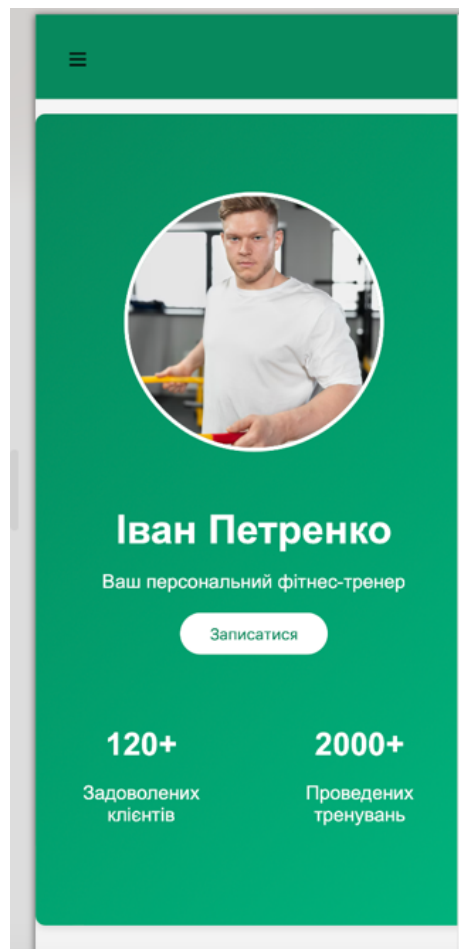 Іван Петренко
Ваш персональний фітнес-тренер
Записатися
120+
Задоволених
клієнтів
2000+
Проведених
тренувань